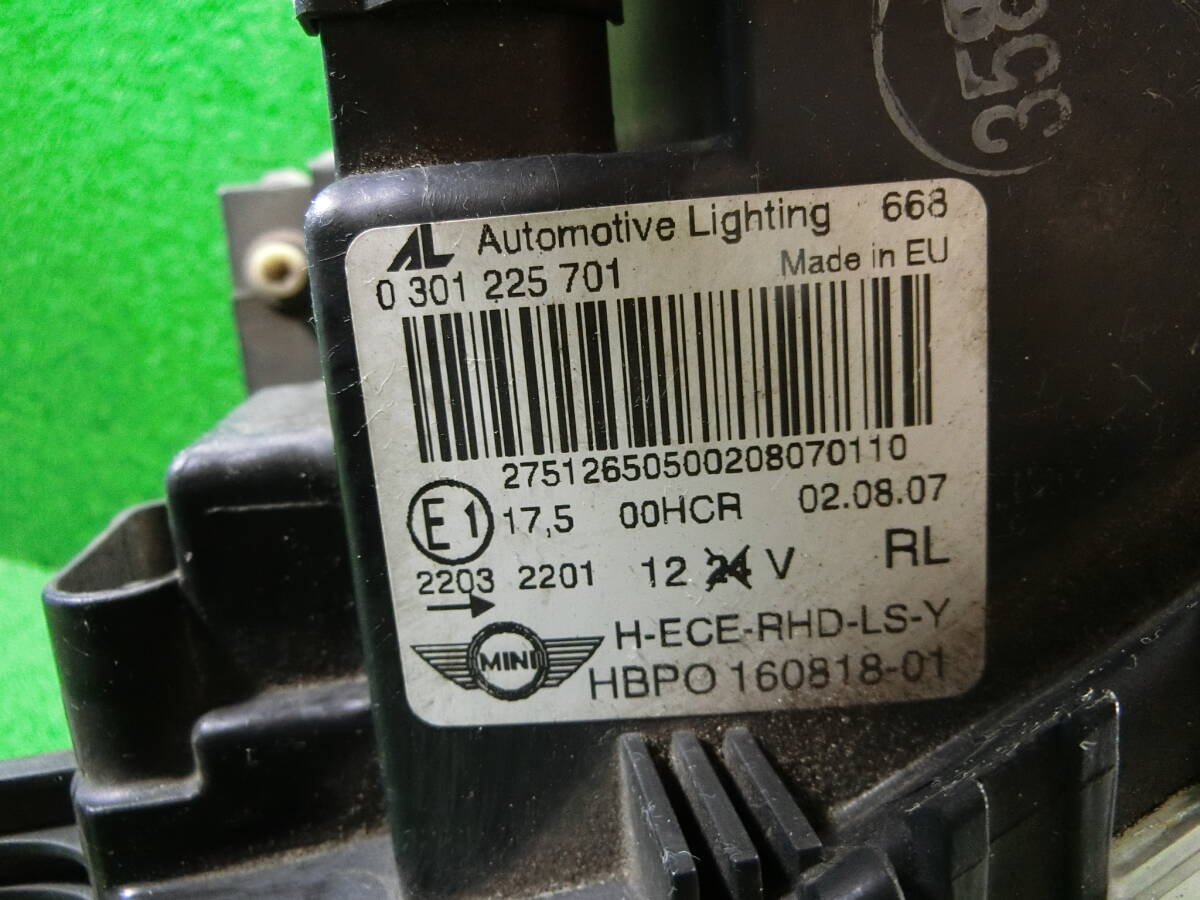 358
AL Automotive Lighting 668
0 301 225 701 Made in EU
27512650500208070110
E1 17,5 00HCR 02.08.07
2203 2201 12 24 V RL
MINI H-ECE-RHD-LS-Y
HBPO 160818-01